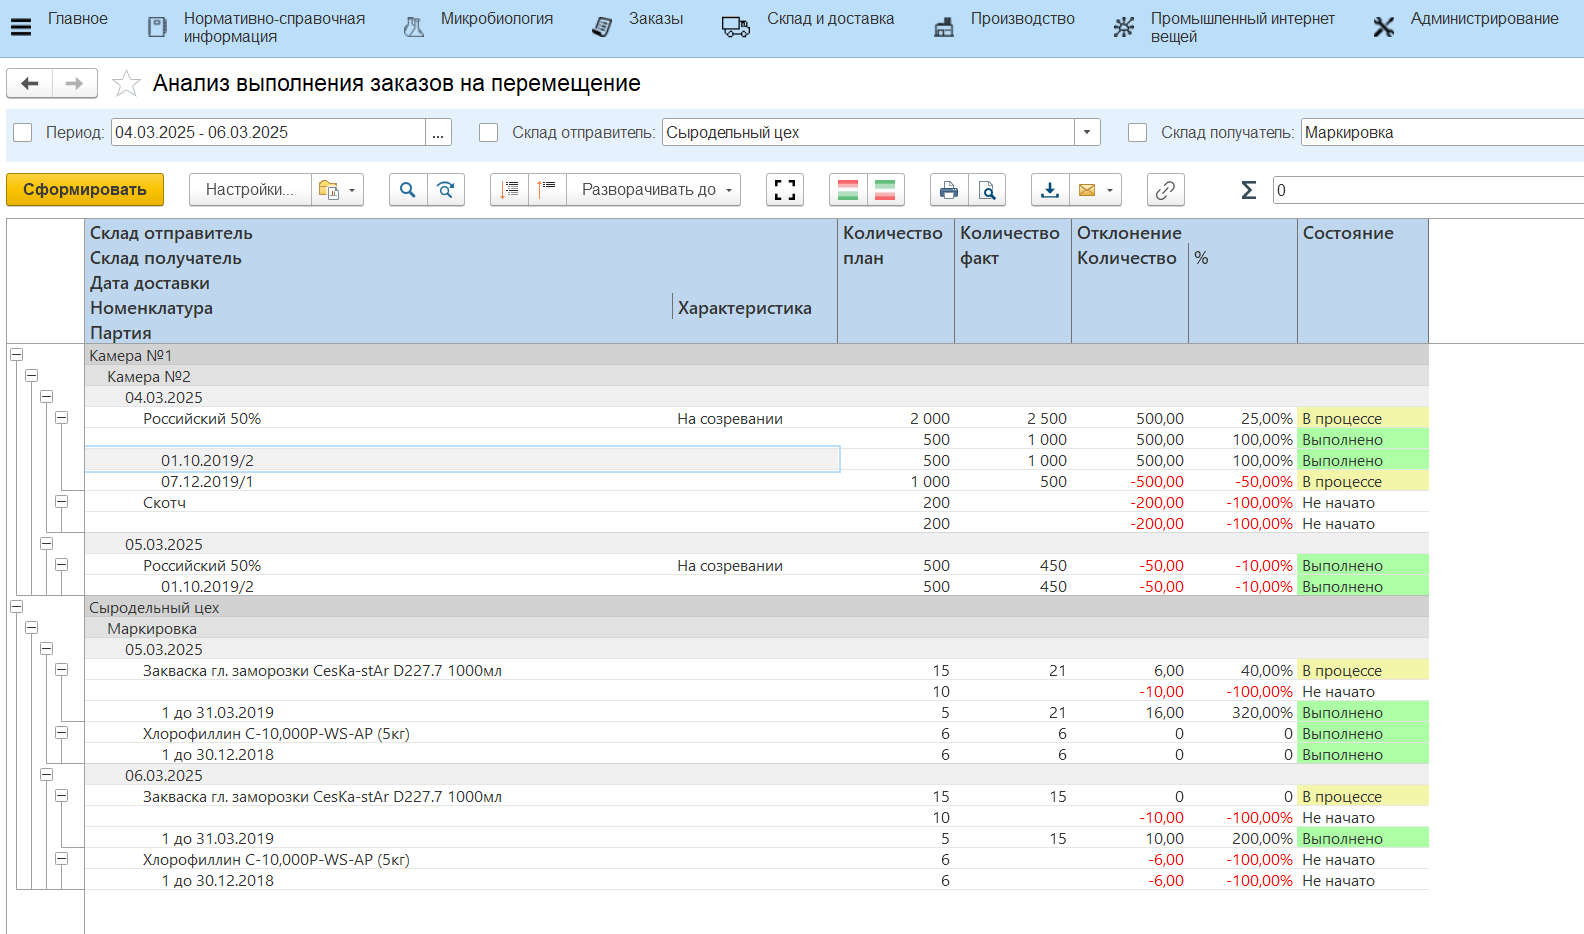 Главное
Нормативно-справочная
информация
Микробиология
Заказы
Склад и доставка
Производство
Промышленный интернет
вещей
Администрирование
Анализ выполнения заказов на перемещение
Период: 04.03.2025 - 06.03.2025 ... Склад отправитель: Сыродельный цех Склад получатель: Маркировка
Сформировать Настройки... Разворачивать до Σ 0
Склад отправитель Количество Количество Отклонение Состояние
Склад получатель план факт Количество %
Дата доставки
Номенклатура Характеристика
Партия
Камера №1
Камера №2
04.03.2025
Российский 50% На созревании 2 000 2 500 500,00 25,00% В процессе
500 1 000 500,00 100,00% Выполнено
01.10.2019/2 500 1 000 500,00 100,00% Выполнено
07.12.2019/1 1 000 500 -500,00 -50,00% В процессе
Скотч 200 -200,00 -100,00% Не начато
200 -200,00 -100,00% Не начато
05.03.2025
Российский 50% На созревании 500 450 -50,00 -10,00% Выполнено
01.10.2019/2 500 450 -50,00 -10,00% Выполнено
Сыродельный цех
Маркировка
05.03.2025
Закваска гл. заморозки CesKa-stAr D227.7 1000мл 15 21 6,00 40,00% В процессе
10 -10,00 -100,00% Не начато
1 до 31.03.2019 5 21 16,00 320,00% Выполнено
Хлорофиллин С-10,000P-WS-AP (5кг) 6 6 0 0 Выполнено
1 до 30.12.2018 6 6 0 0 Выполнено
06.03.2025
Закваска гл. заморозки CesKa-stAr D227.7 1000мл 15 15 0 0 В процессе
10 -10,00 -100,00% Не начато
1 до 31.03.2019 5 15 10,00 200,00% Выполнено
Хлорофиллин С-10,000P-WS-AP (5кг) 6 -6,00 -100,00% Не начато
1 до 30.12.2018 6 -6,00 -100,00% Не начато